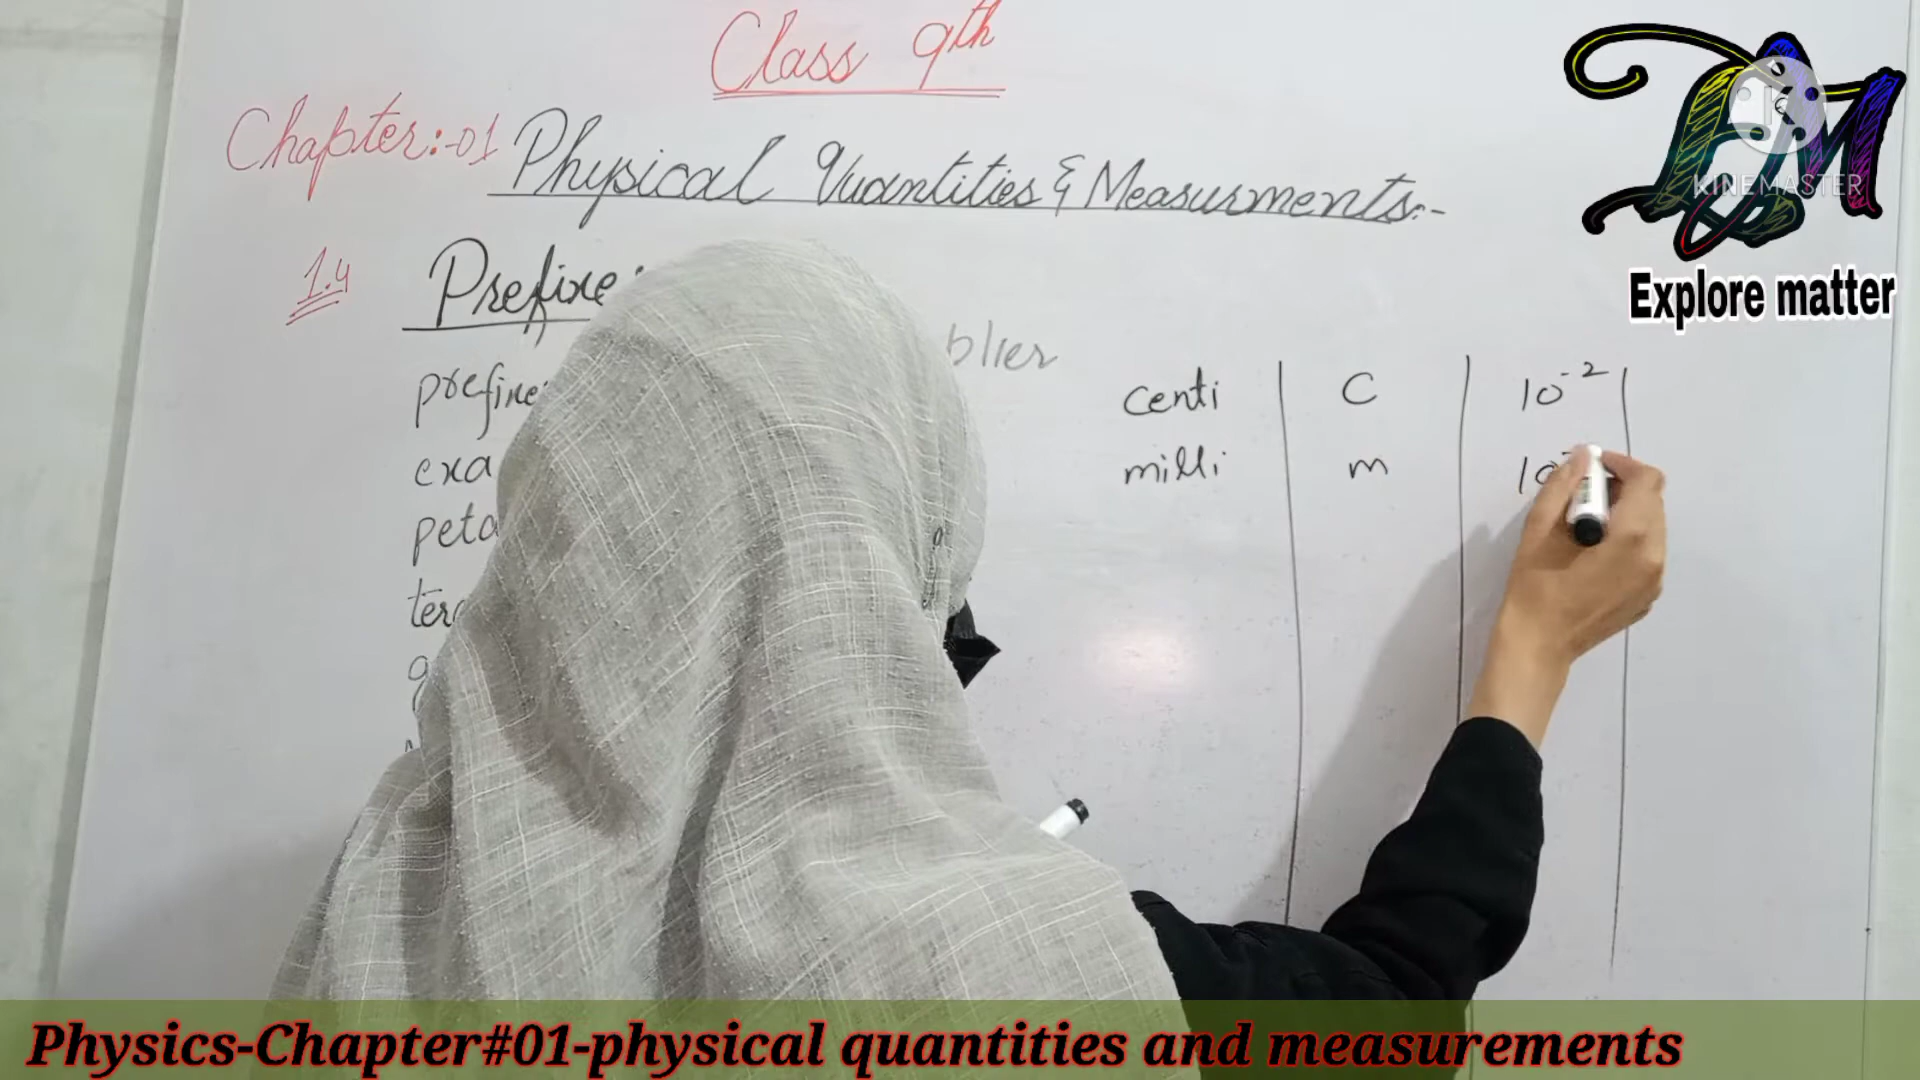 Class 9th
Chapter:-01 Physical Quantities & Measurments:-
1.4 Prefixe
prefixe
centi C 10⁻²
exa
milli m
peta
KINEMASTER
Explore matter
Physics-Chapter#01-physical quantities and measurements